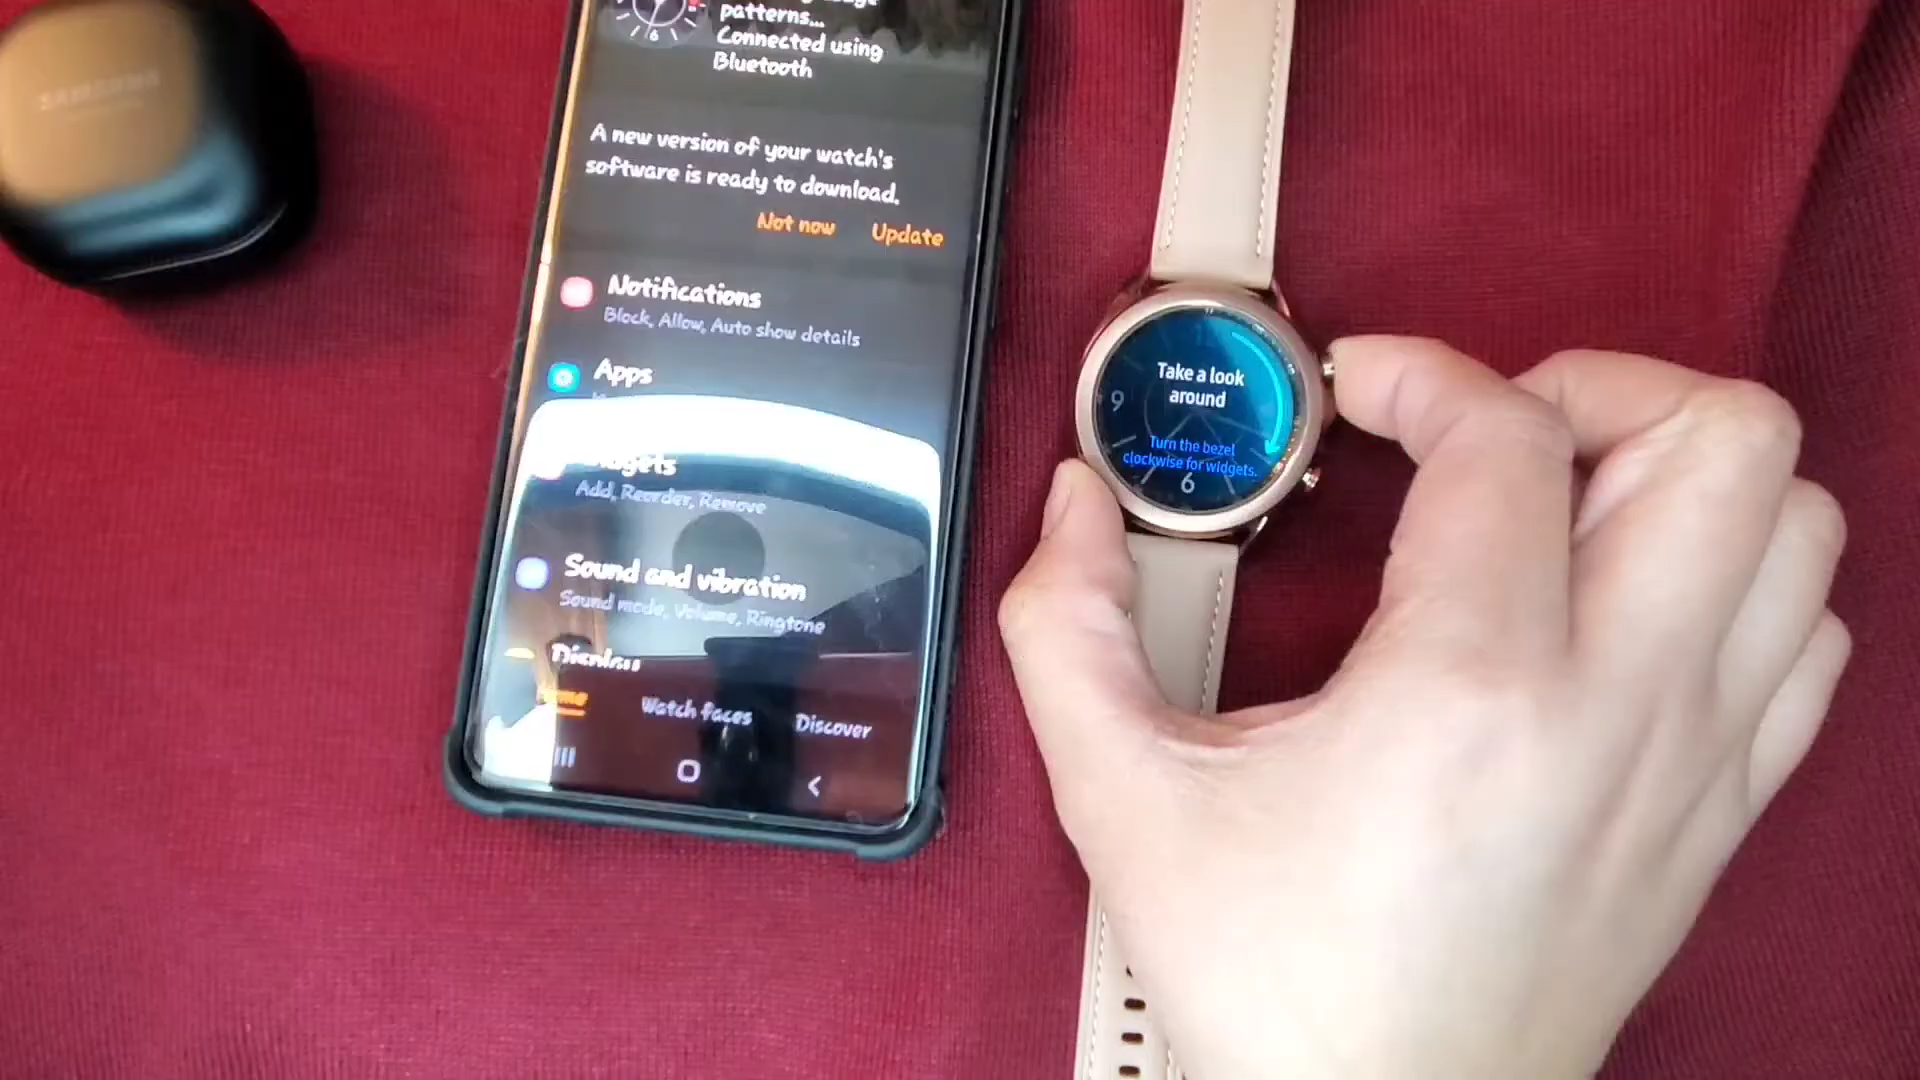 SAMSUNG
patterns...
Connected using
Bluetooth
A new version of your watch's
software is ready to download.
Not now Update
Notifications
Block, Allow, Auto show details
Apps
Add, Reorder, Remove
Sound and vibration
Sound mode, Volume, Ringtone
Watch faces Discover
Take a look
around
9
Turn the bezel
clockwise for widgets.
6